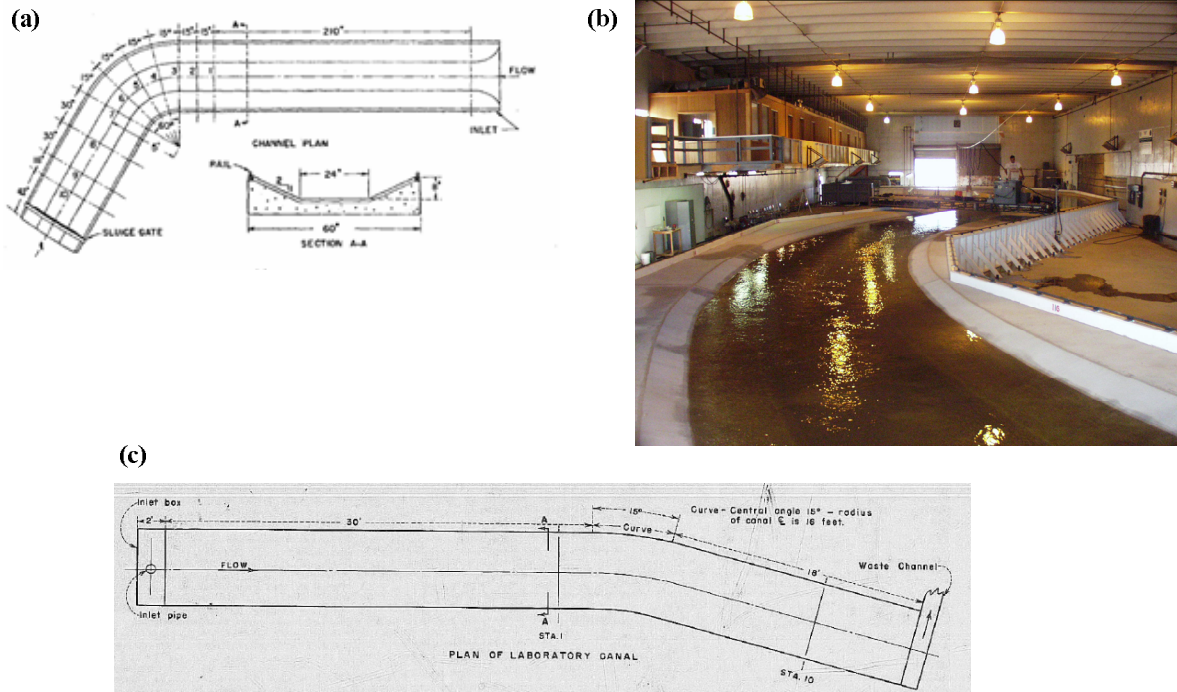 (a)
15° 15° 15° 15" 15"
210"
A
15°
30"
30"
15"
42"
1
2
3
4
5
6
7
8
9
10
60°
5'
A
FLOW
INLET
CHANNEL PLAN
RAIL
2
24"
60"
SECTION A-A
SLUICE GATE
(b)
110
(c)
Inlet box
2'
30'
A
15°
Curve
Curve - Central angle 15° - radius
of canal ℄ is 16 feet.
Waste Channel
18'
FLOW
Inlet pipe
A
STA.1
STA.10
PLAN OF LABORATORY CANAL